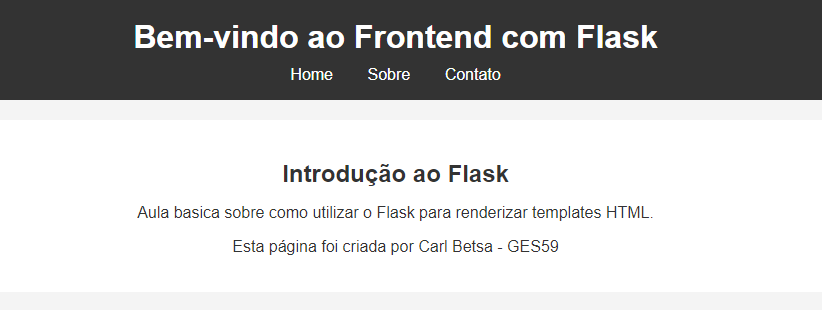 Bem-vindo ao Frontend com Flask
Home Sobre Contato
Introdução ao Flask
Aula basica sobre como utilizar o Flask para renderizar templates HTML.
Esta página foi criada por Carl Betsa - GES59